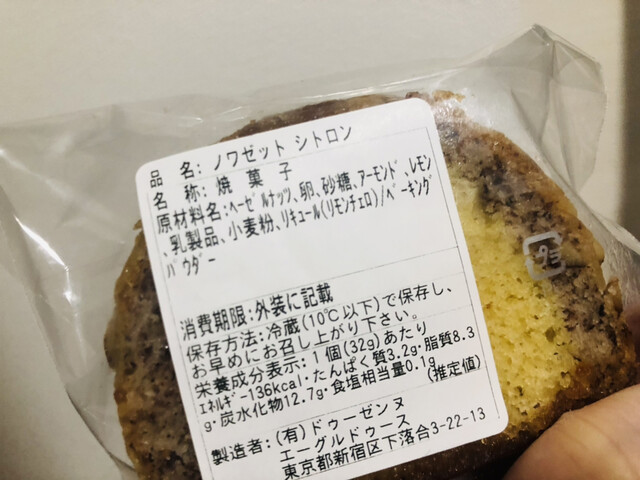 品　名: ノワゼット シトロン
名　称: 焼　菓　子
原材料名:ﾍｰｾﾞﾙﾅｯﾂ､卵､砂糖､ｱｰﾓﾝﾄﾞ､ﾚﾓﾝ
､乳製品､小麦粉､ﾘｷｭｰﾙ(ﾘﾓﾝﾁｪﾛ)/ﾍﾞｰｷﾝｸﾞ
ﾊﾟｳﾀﾞｰ
消費期限:外装に記載
保存方法:冷蔵(10℃以下)で保存し、
お早めにお召し上がり下さい。
栄養成分表示:1個(32g)あたり
ｴﾈﾙｷﾞｰ136kcal･たんぱく質3.2g･脂質8.3
g･炭水化物12.7g･食塩相当量0.1g
(推定値)
製造者:(有)ドゥーゼンヌ
エーグルドゥース
東京都新宿区下落合3-22-13
プラ